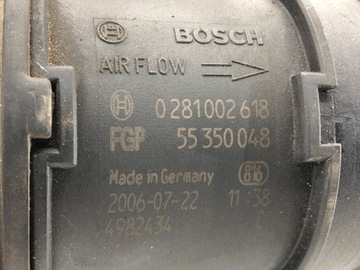 BOSCH
AIR FLOW
0 281 002 618
FGP 55 350 048
Made in Germany 816
2006-07-22 11:38
4982434 C